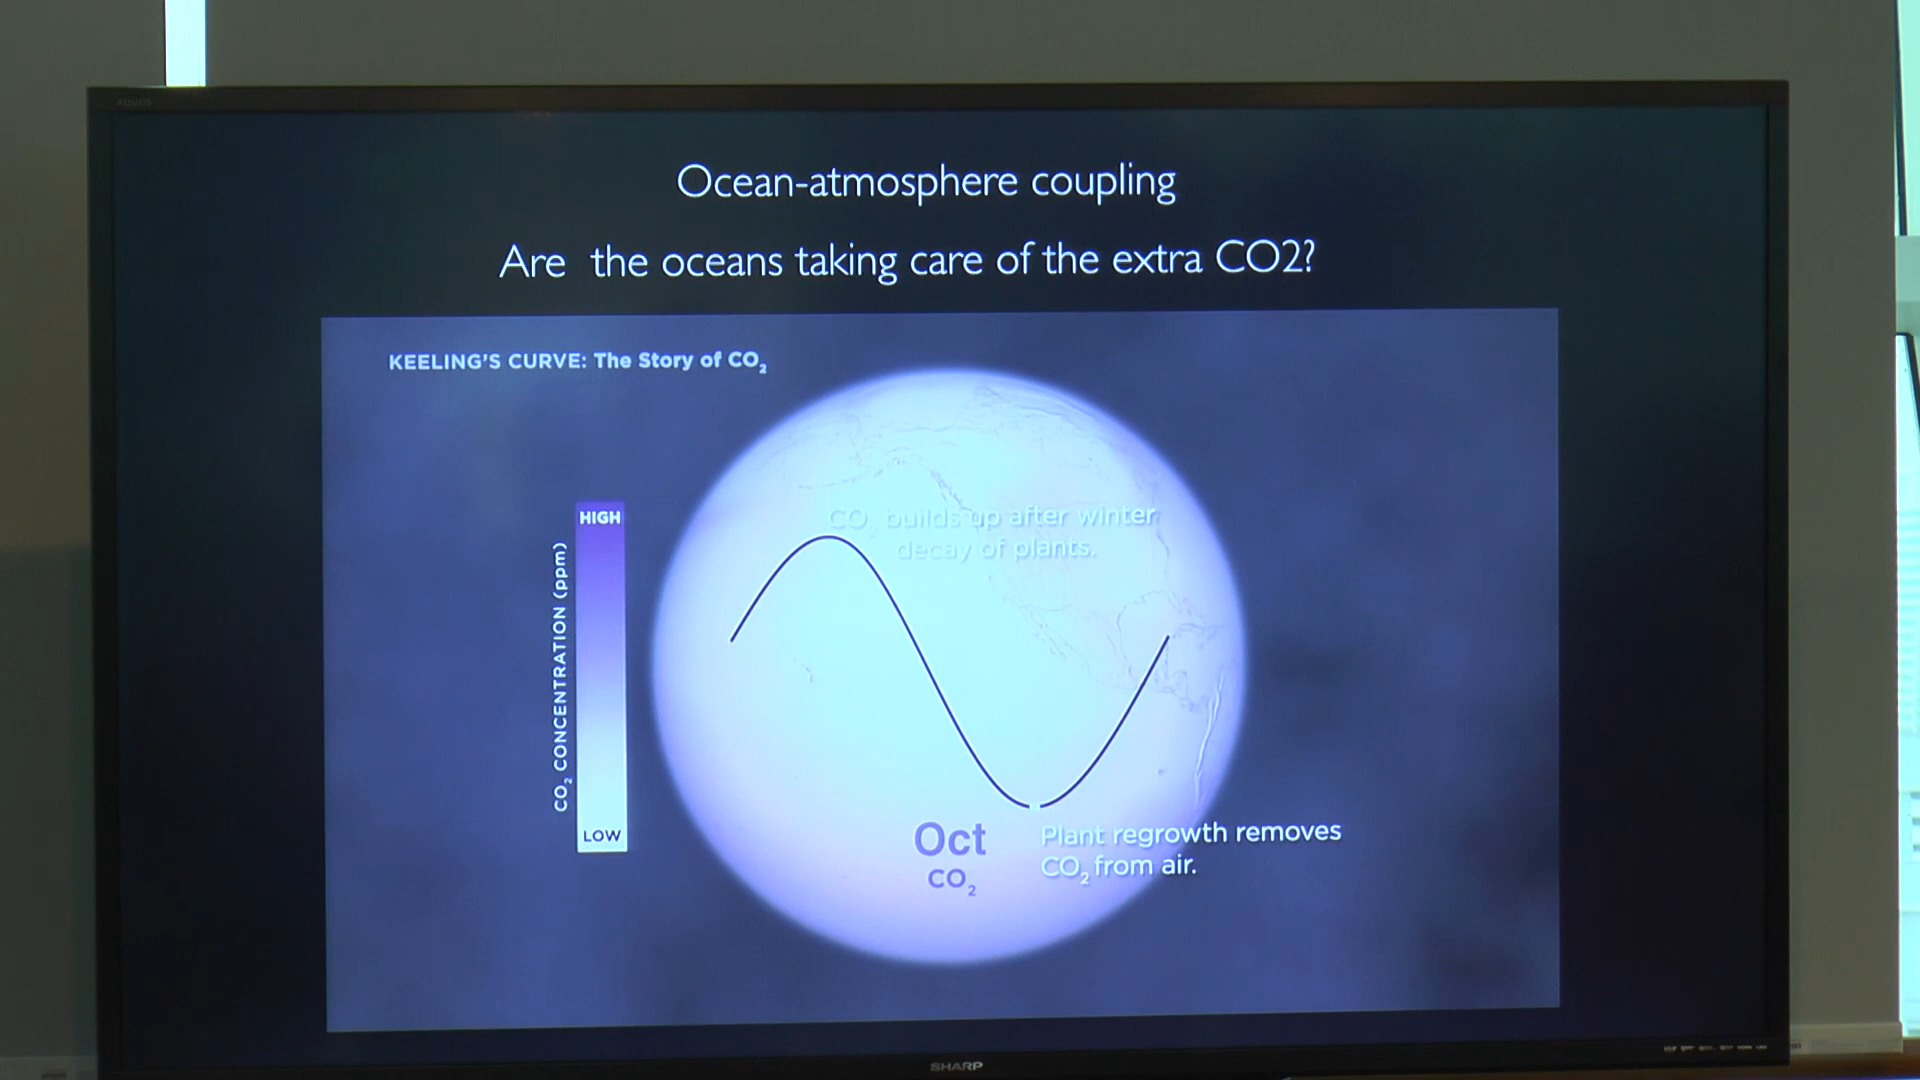 AQUOS
Ocean-atmosphere coupling
Are the oceans taking care of the extra CO2?
KEELING'S CURVE: The Story of CO₂
CO₂ builds up after winter
decay of plants.
HIGH
CO₂ CONCENTRATION (ppm)
LOW
Oct
CO₂
Plant regrowth removes
CO₂ from air.
SHARP